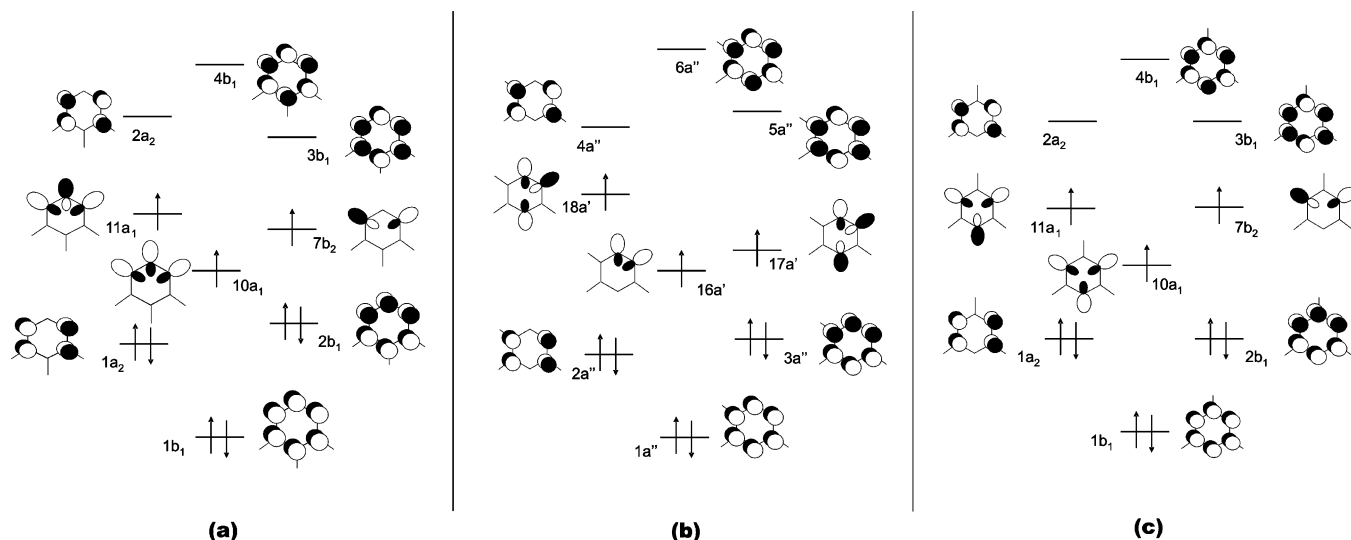 4b₁
2a₂
3b₁
11a₁
7b₂
10a₁
2b₁
1a₂
1b₁
(a)
6a"
5a"
4a"
18a'
17a'
16a'
3a"
2a"
1a"
(b)
4b₁
2a₂
3b₁
11a₁
7b₂
10a₁
1a₂
2b₁
1b₁
(c)